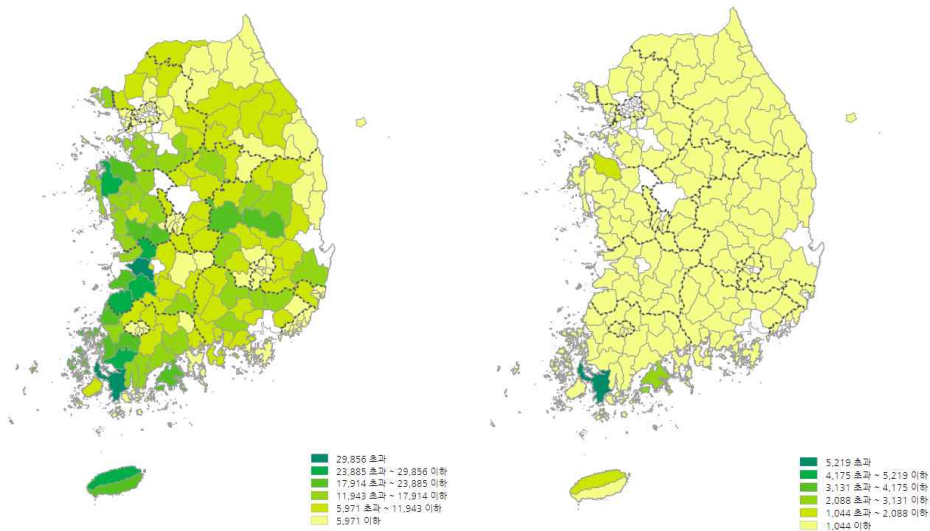 29,856 초과
23,885 초과 ~ 29,856 이하
17,914 초과 ~ 23,885 이하
11,943 초과 ~ 17,914 이하
5,971 초과 ~ 11,943 이하
5,971 이하
5,219 초과
4,175 초과 ~ 5,219 이하
3,131 초과 ~ 4,175 이하
2,088 초과 ~ 3,131 이하
1,044 초과 ~ 2,088 이하
1,044 이하